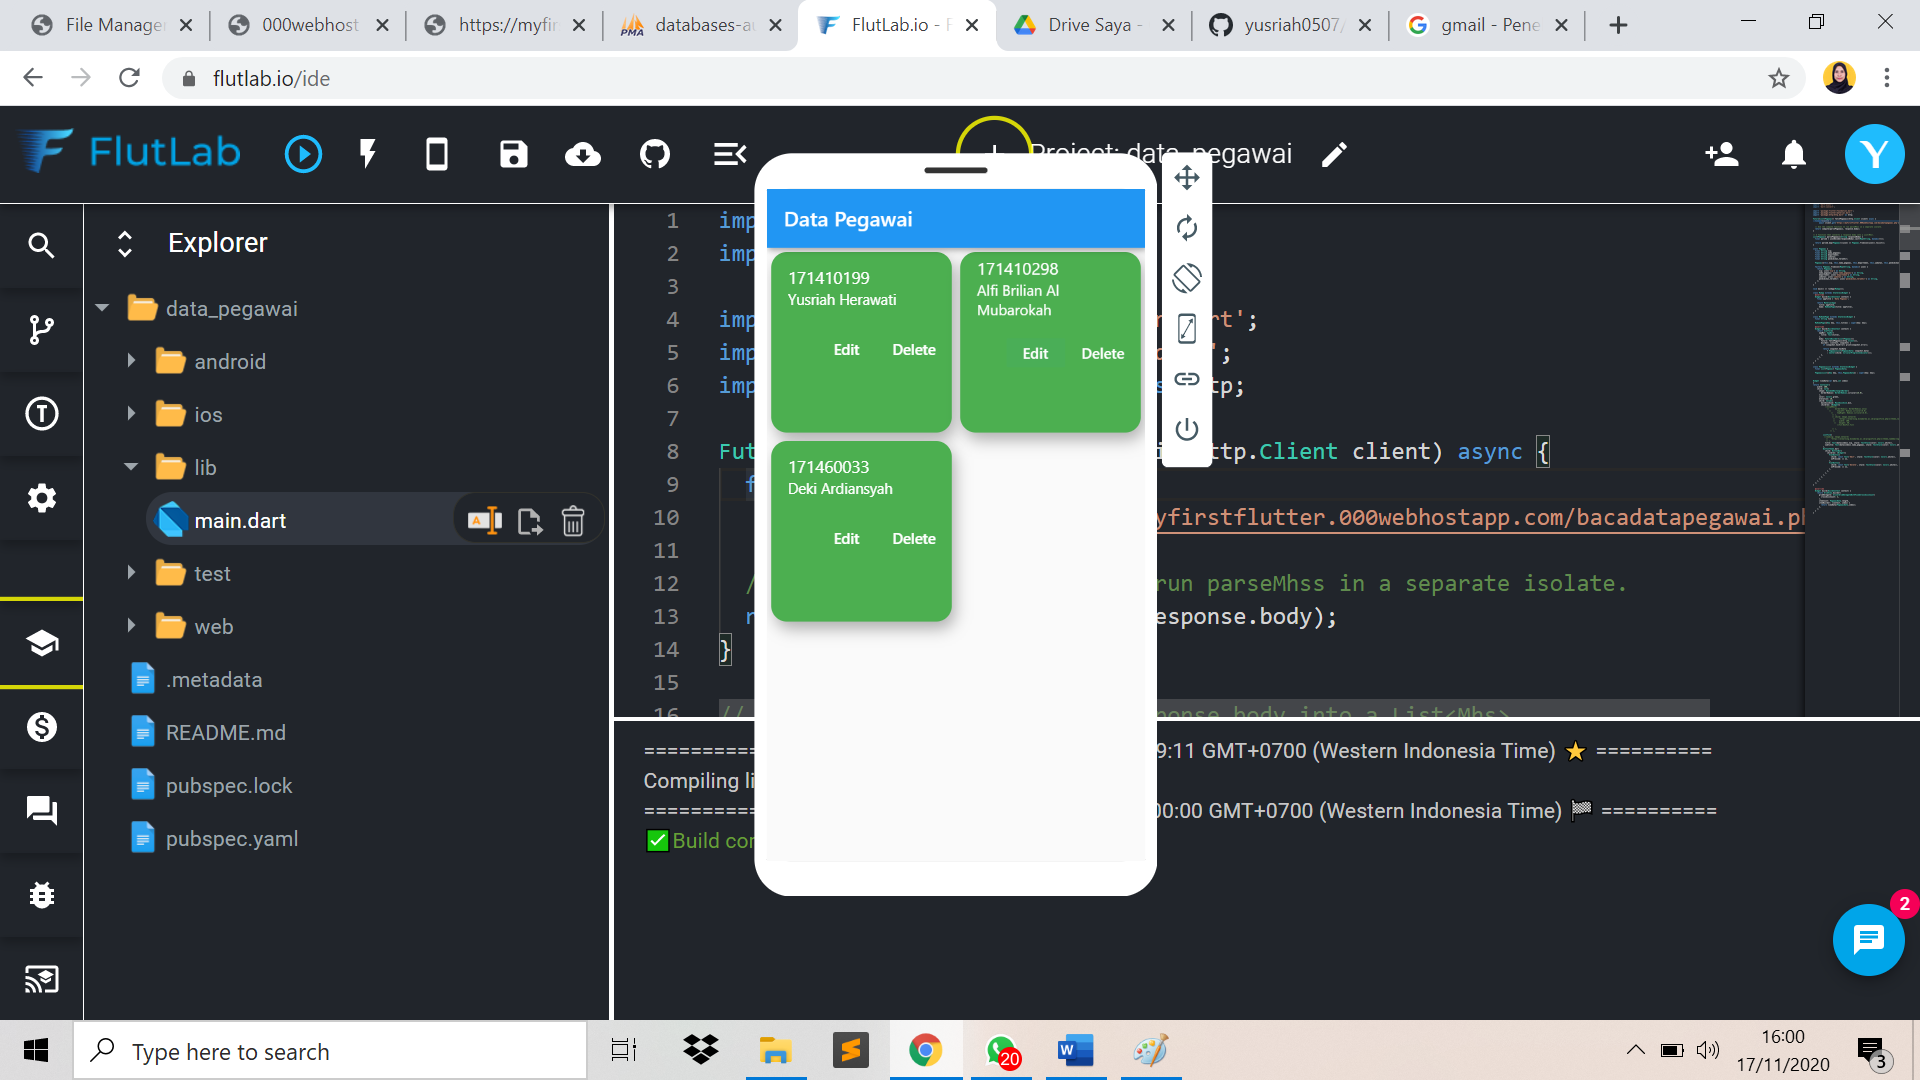 File Manage
000webhost
https://myfi
databases-a
FlutLab.io -
Drive Saya -
yusriah0507
gmail - Pene
flutlab.io/ide
FlutLab
Project: data_pegawai
Y
Explorer
data_pegawai
android
ios
lib
main.dart
test
web
.metadata
README.md
pubspec.lock
pubspec.yaml
Data Pegawai
171410199
Yusriah Herawati
Edit Delete
171410298
Alfi Brilian Al
Mubarokah
Edit Delete
171460033
Deki Ardiansyah
Edit Delete
1 imp
2 imp
3
4 imp rt';
5 imp ';
6 imp tp;
7
8 Fut ttp.Client client) async {
9 f
10 yfirstflutter.000webhostapp.com/bacadatapegawai.p
11
12 / run parseMhss in a separate isolate.
13 r esponse.body);
14 }
15
16 // onse body into a List<Mhs>
========== 9:11 GMT+0700 (Western Indonesia Time) ⭐ ==========
Compiling li
========== 00:00 GMT+0700 (Western Indonesia Time) 🏁 ==========
✅ Build co
2
Type here to search
20
16:00
17/11/2020
3